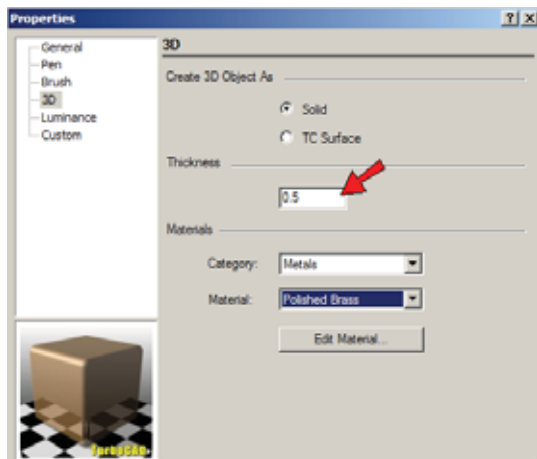 Properties
General
Pen
Brush
3D
Luminance
Custom
3D
Create 3D Object As
Solid
TC Surface
Thickness
0.5
Materials
Category: Metals
Material: Polished Brass
Edit Material...
TurboCAD